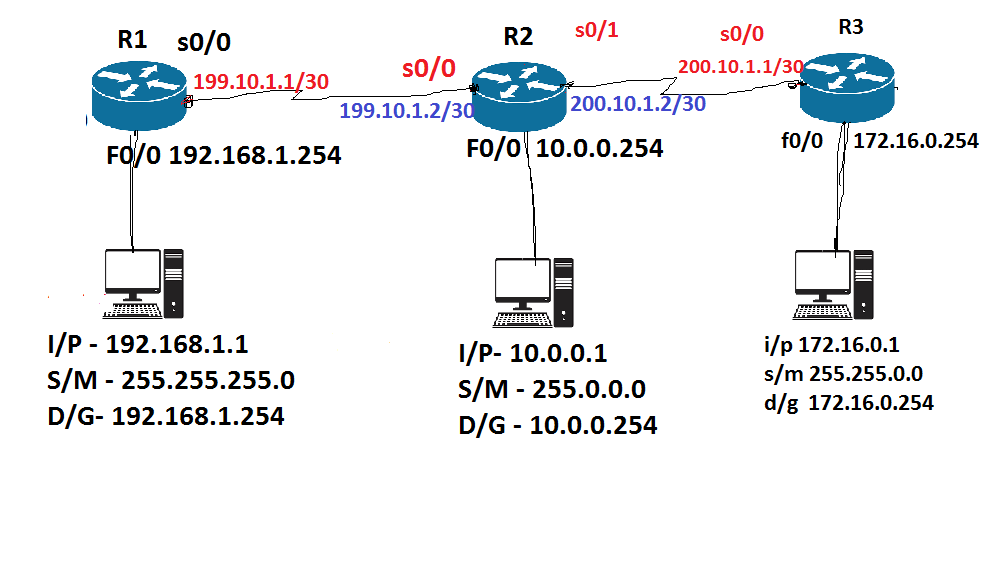 R1
s0/0
R2
s0/1
s0/0
R3
199.10.1.1/30
s0/0
200.10.1.1/30
199.10.1.2/30
200.10.1.2/30
F0/0 192.168.1.254
F0/0 10.0.0.254
f0/0 172.16.0.254
I/P - 192.168.1.1
S/M - 255.255.255.0
D/G- 192.168.1.254
I/P- 10.0.0.1
S/M - 255.0.0.0
D/G - 10.0.0.254
i/p 172.16.0.1
s/m 255.255.0.0
d/g 172.16.0.254